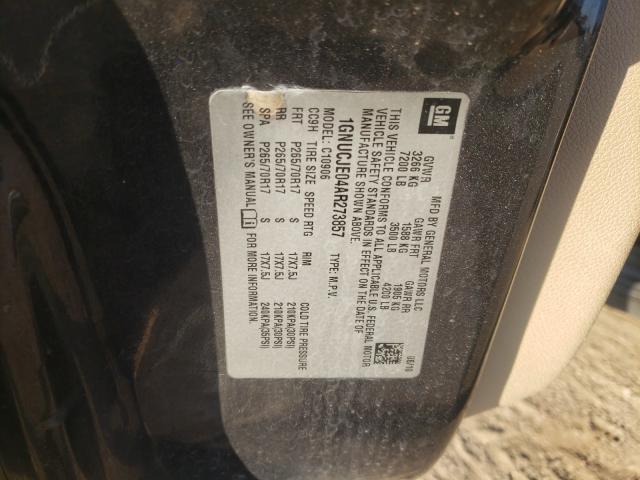 GM
MFD BY GENERAL MOTORS LLC
06/10
GVWR GAWR FRT GAWR RR
3266 KG 1588 KG 1905 KG
7200 LB 3500 LB 4200 LB
THIS VEHICLE CONFORMS TO ALL APPLICABLE U.S. FEDERAL MOTOR
VEHICLE SAFETY STANDARDS IN EFFECT ON THE DATE OF
MANUFACTURE SHOWN ABOVE.
1GNUCJE04AR273857 TYPE: M.P.V.
MODEL: C10906
CC9H TIRE SIZE SPEED RTG RIM COLD TIRE PRESSURE
FRT P265/70R17 S 17X7.5J 210KPA(30PSI)
RR P265/70R17 S 17X7.5J 210KPA(30PSI)
SPA P265/70R17 S 17X7.5J 240KPA(35PSI)
SEE OWNER'S MANUAL FOR MORE INFORMATION.